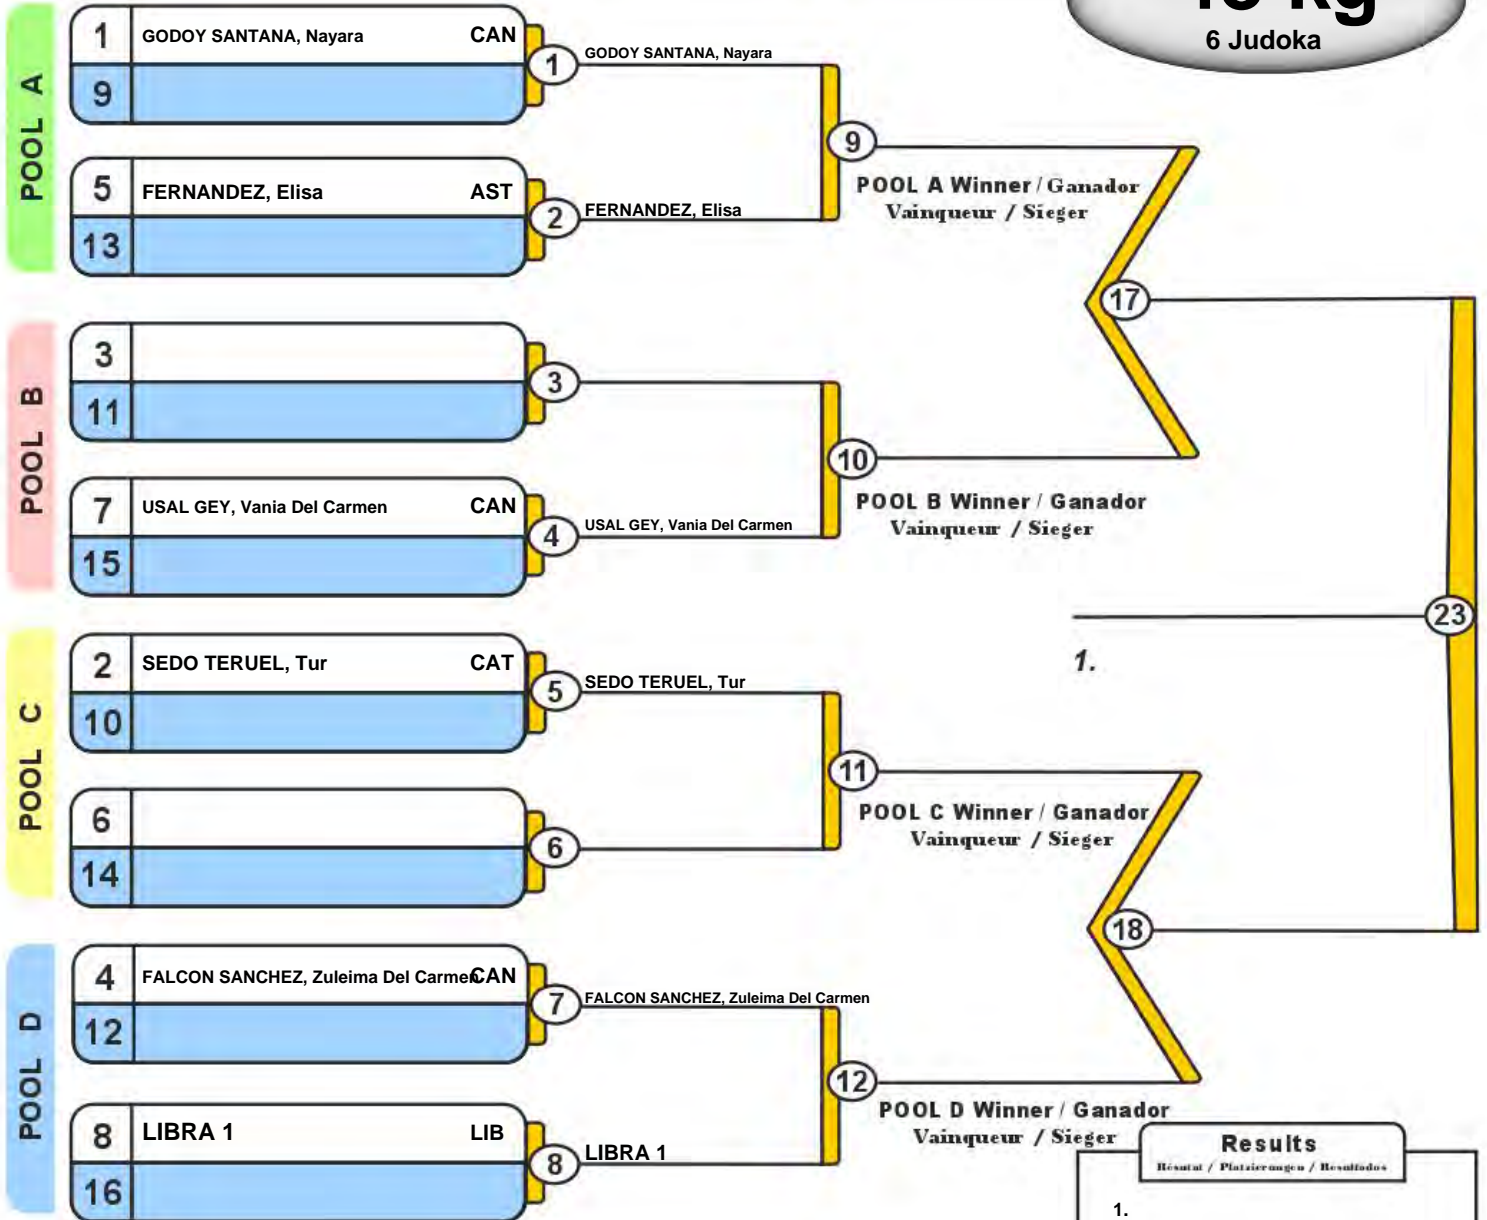 kg
6 Judoka
POOL A
1 GODOY SANTANA, Nayara CAN
9
1 GODOY SANTANA, Nayara
5 FERNANDEZ, Elisa AST
13
2 FERNANDEZ, Elisa
9
POOL A Winner / Ganador
Vainqueur / Sieger
POOL B
3
11
3
7 USAL GEY, Vania Del Carmen CAN
15
4 USAL GEY, Vania Del Carmen
10
POOL B Winner / Ganador
Vainqueur / Sieger
17
23
1.
POOL C
2 SEDO TERUEL, Tur CAT
10
5 SEDO TERUEL, Tur
6
14
6
11
POOL C Winner / Ganador
Vainqueur / Sieger
18
POOL D
4 FALCON SANCHEZ, Zuleima Del Carmen CAN
12
7 FALCON SANCHEZ, Zuleima Del Carmen
8 LIBRA 1 LIB
16
8 LIBRA 1
12
POOL D Winner / Ganador
Vainqueur / Sieger
Results
Résutat / Platzierungen / Resultados
1.